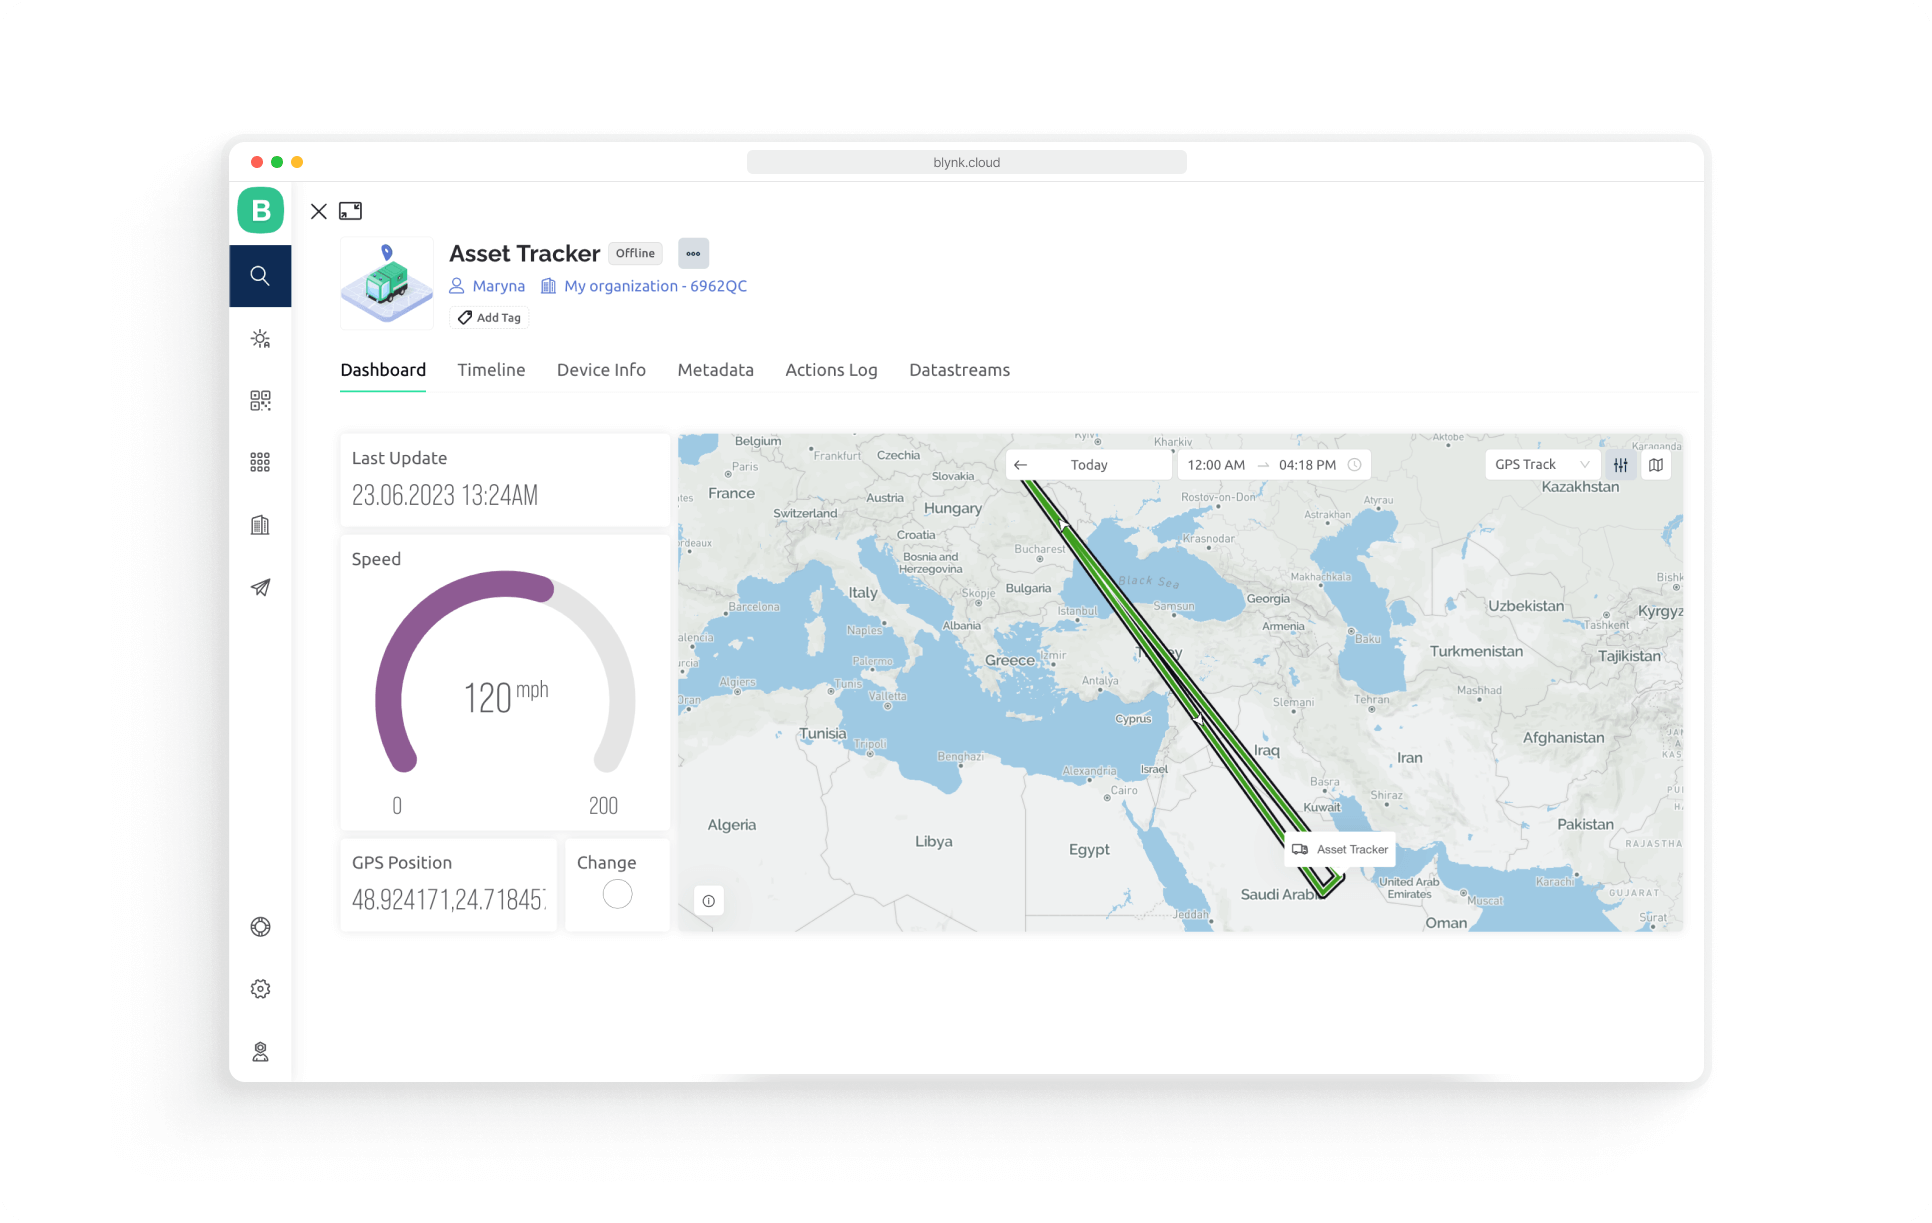 blynk.cloud
B
Asset Tracker Offline
Maryna My organization - 6962QC
Add Tag
Dashboard Timeline Device Info Metadata Actions Log Datastreams
Last Update
23.06.2023 13:24AM
Speed
120 mph
0 200
GPS Position
48.924171,24.71845
Change
Today
12:00 AM → 04:18 PM
GPS Track
Belgium
Frankfurt
Czechia
Kharkiv
Aktobe
Karaganda
Paris
France
Slovakia
Austria
Hungary
Switzerland
Rostov-on-Don
Atyrau
Astrakhan
Kazakhstan
Croatia
Bosnia and
Herzegovina
Bucharest
Krasnodar
Italy
Skopje
Bulgaria
Black Sea
Makhachkala
Georgia
Uzbekistan
Barcelona
Naples
Albania
Istanbul
Samsun
Armenia
Baku
Tashkent
Greece
Izmir
Turkmenistan
Tajikistan
Palermo
Algiers
Tunis
Valletta
Antalya
Slemani
Tehran
Mashhad
Oran
Tunisia
Tripoli
Cyprus
Benghazi
Iraq
Iran
Afghanistan
Alexandria
Israel
Cairo
Basra
Shiraz
Kuwait
Algeria
Libya
Egypt
Pakistan
Asset Tracker
Saudi Arab
United Arab
Emirates
Karachi
GUJARAT
Muscat
Jeddah
Oman
Surat